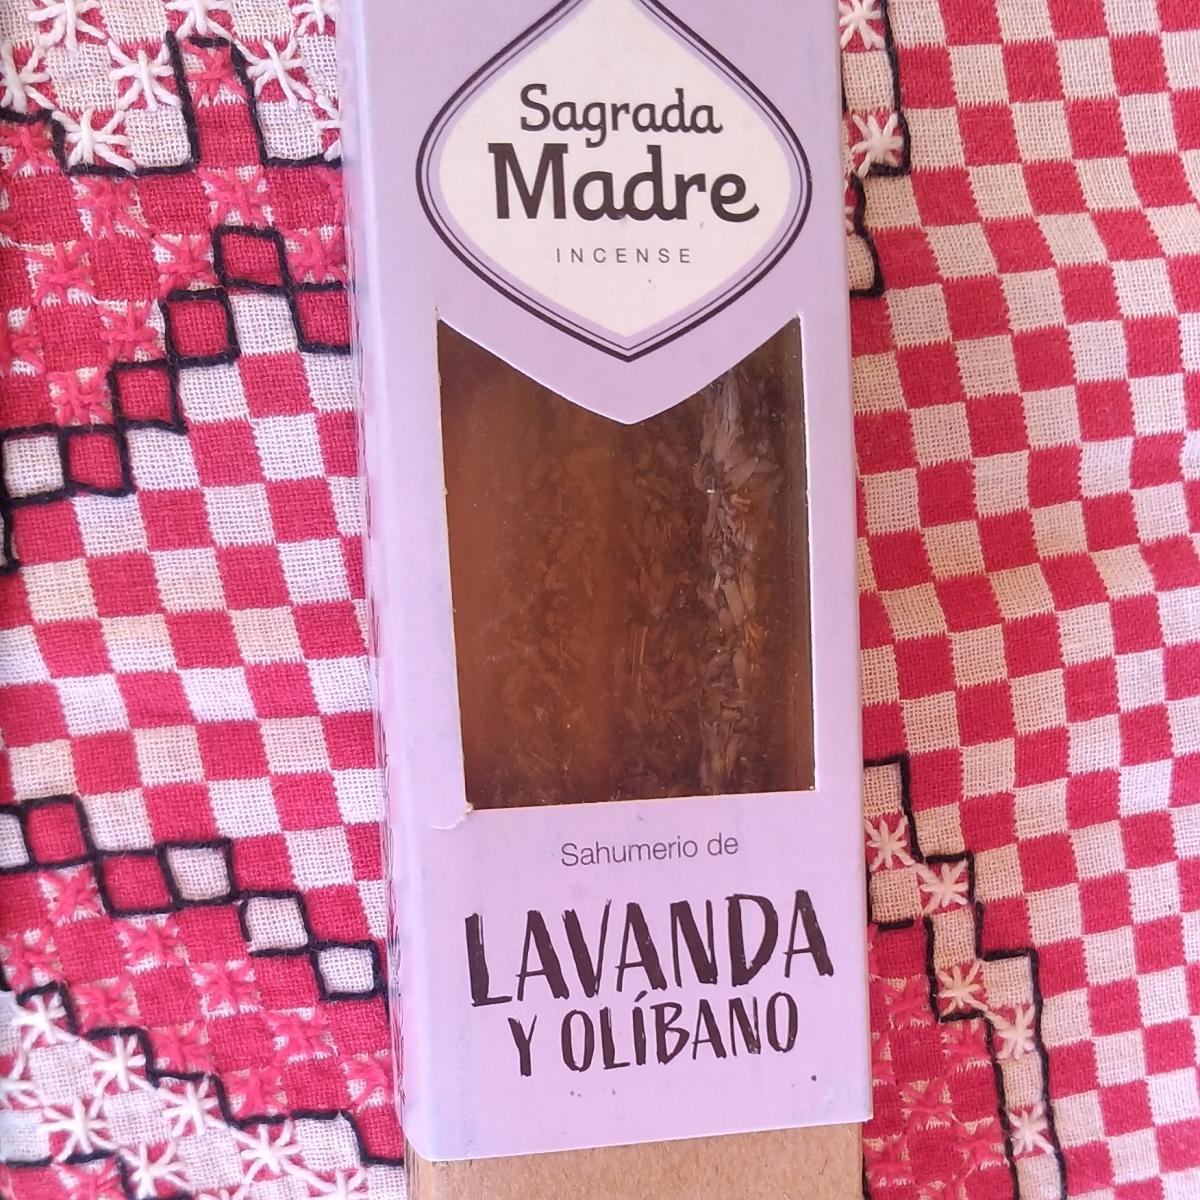 Sagrada
Madre
INCENSE
Sahumerio de
LAVANDA
Y OLÍBANO